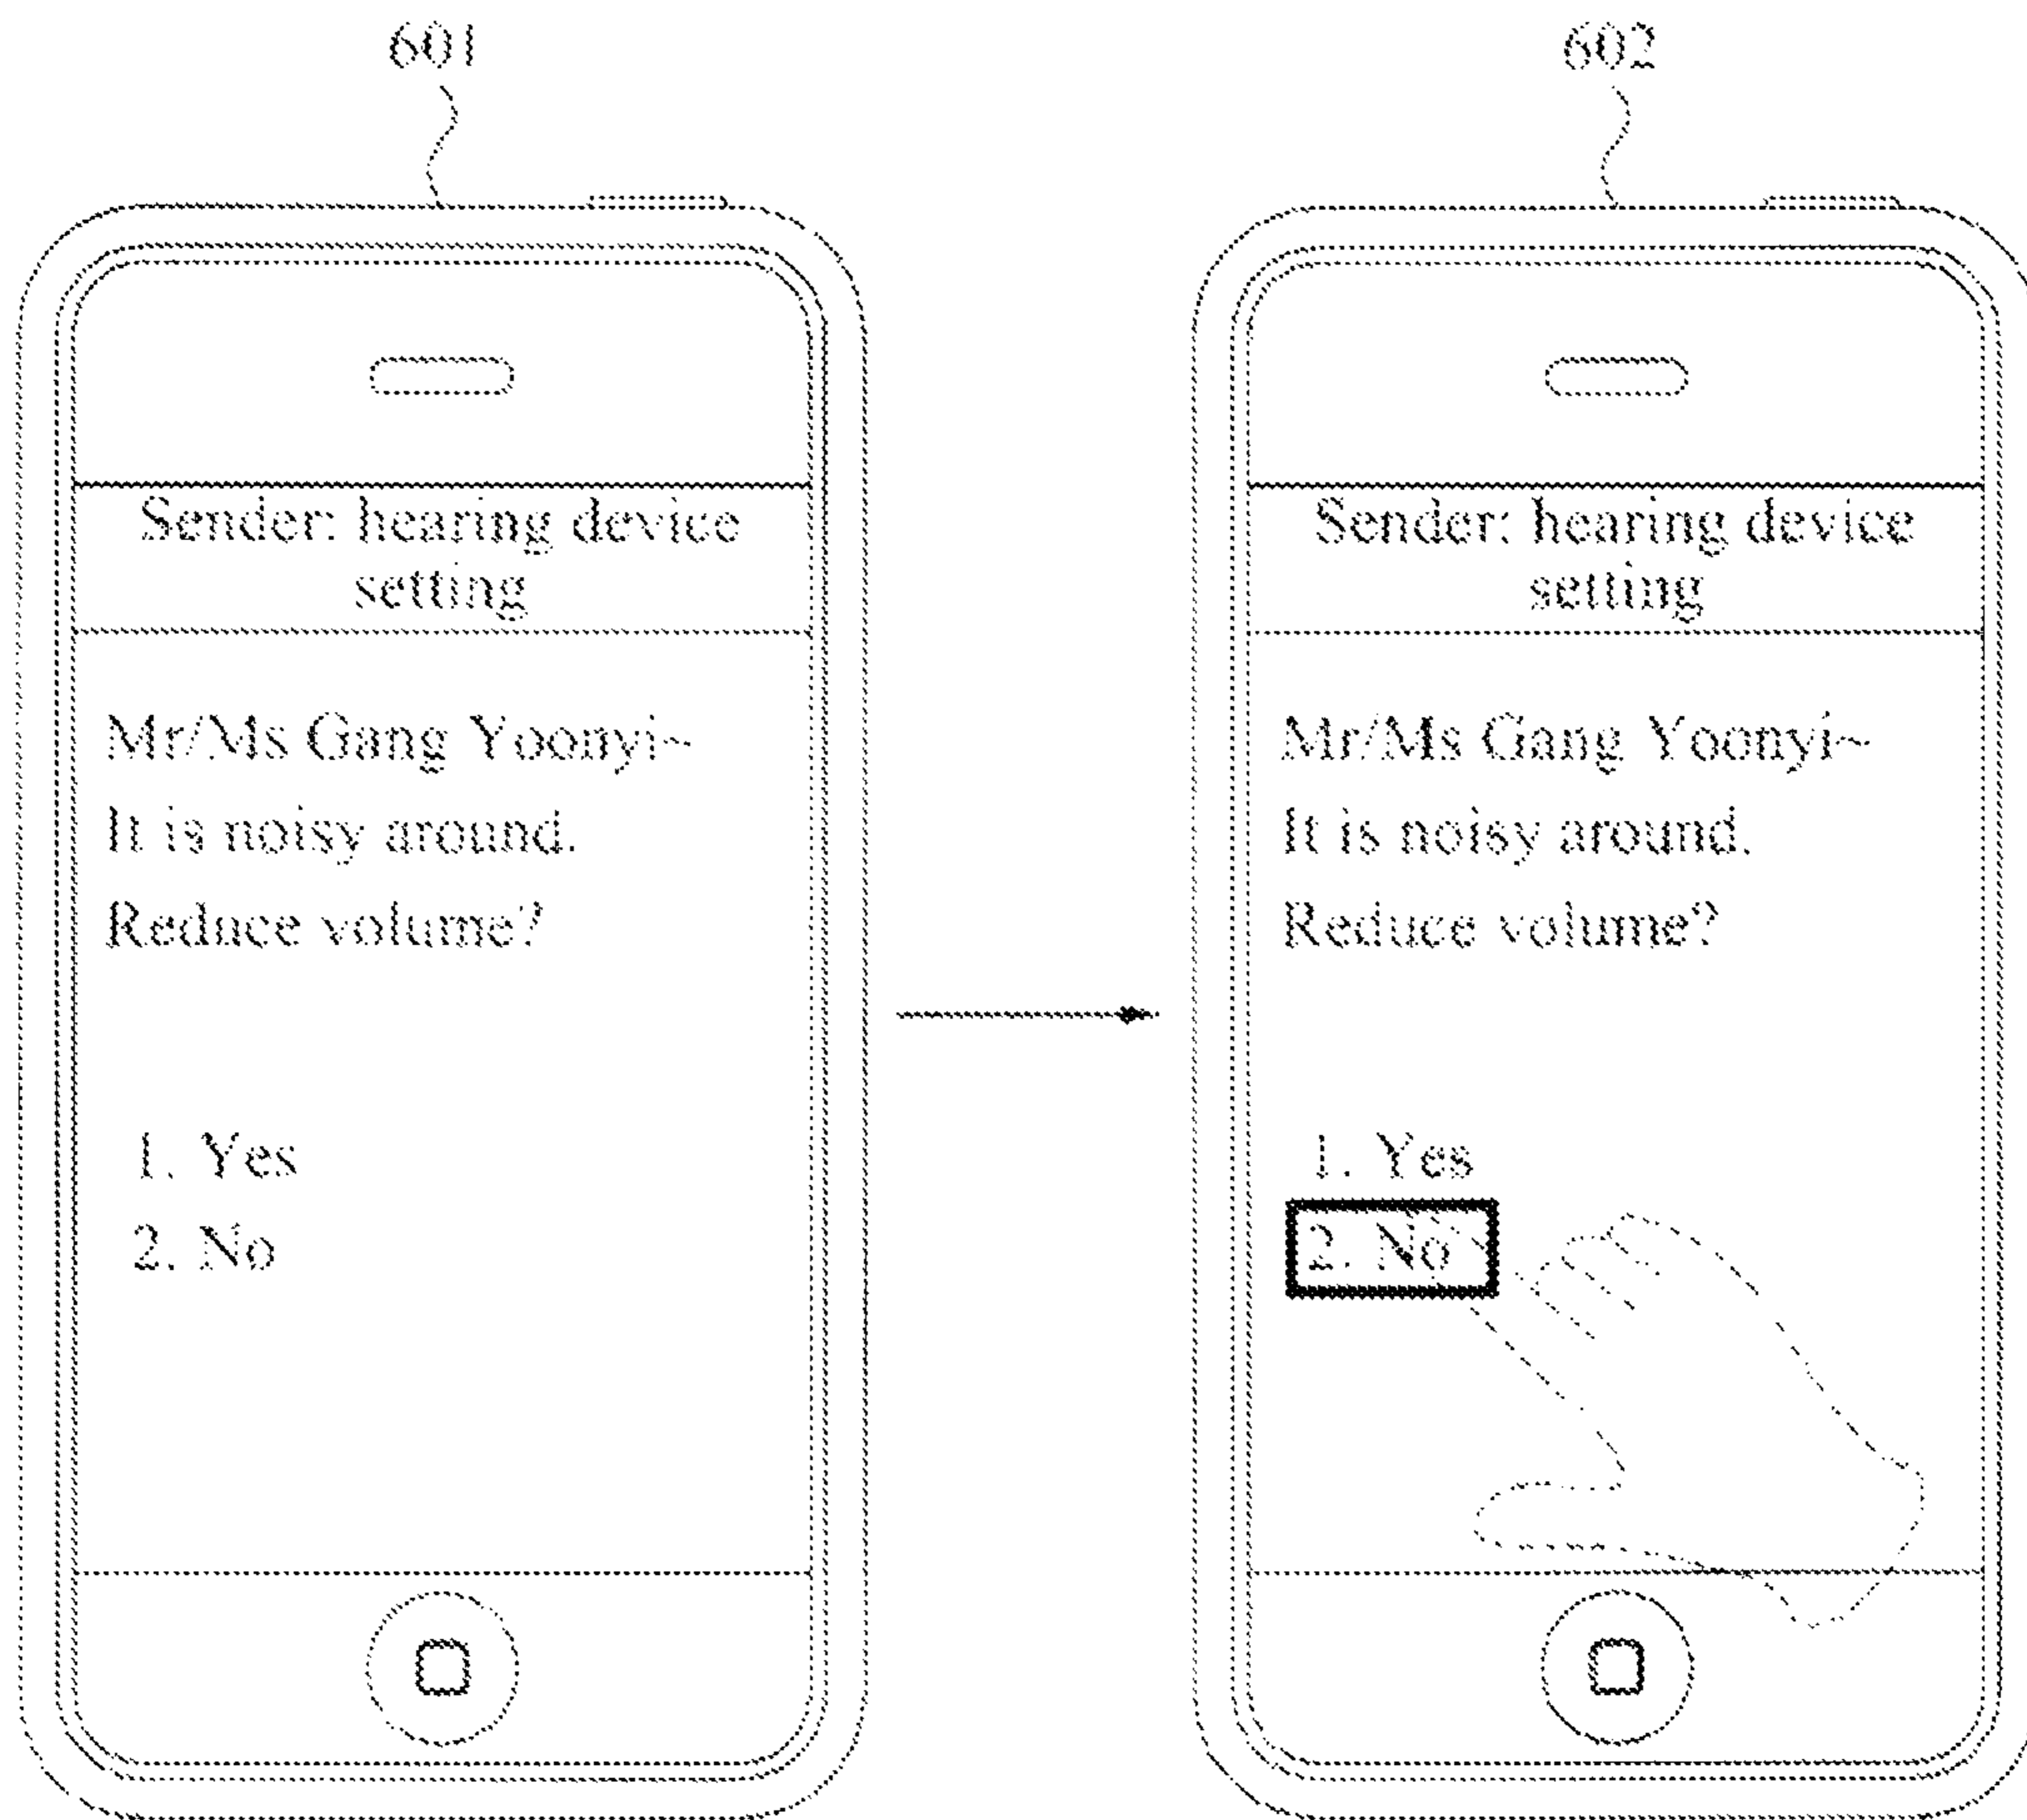 601
Sender: hearing device
setting
Mr/Ms Gang Yoonyi~
It is noisy around.
Reduce volume?
1. Yes
2. No
602
Sender: hearing device
setting
Mr/Ms Gang Yoonyi~
It is noisy around.
Reduce volume?
1. Yes
2. No